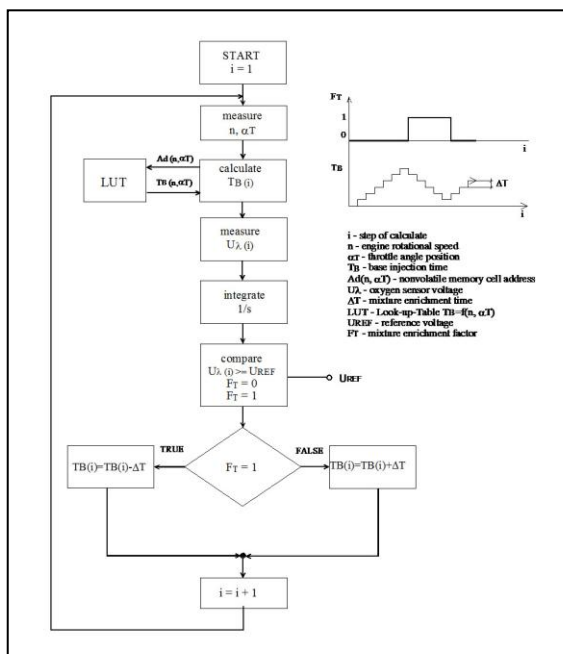 START
i = 1
measure
n, αT
Ad(n,αT)
TB(n,αT)
LUT
calculate
TB(i)
measure
Uλ(i)
integrate
1/s
compare
Uλ(i) >= UREF
FT = 0
FT = 1
UREF
TRUE
FALSE
TB(i)=TB(i)-ΔT
FT = 1
TB(i)=TB(i)+ΔT
i = i + 1
FT
1
0
i
TB
ΔT
i
i - step of calculate
n - engine rotational speed
αT - throttle angle position
TB - base injection time
Ad(n, αT) - nonvolatile memory cell address
Uλ - oxygen sensor voltage
ΔT - mixture enrichment time
LUT - Look-up-Table TB=f(n, αT)
UREF - reference voltage
FT - mixture enrichment factor